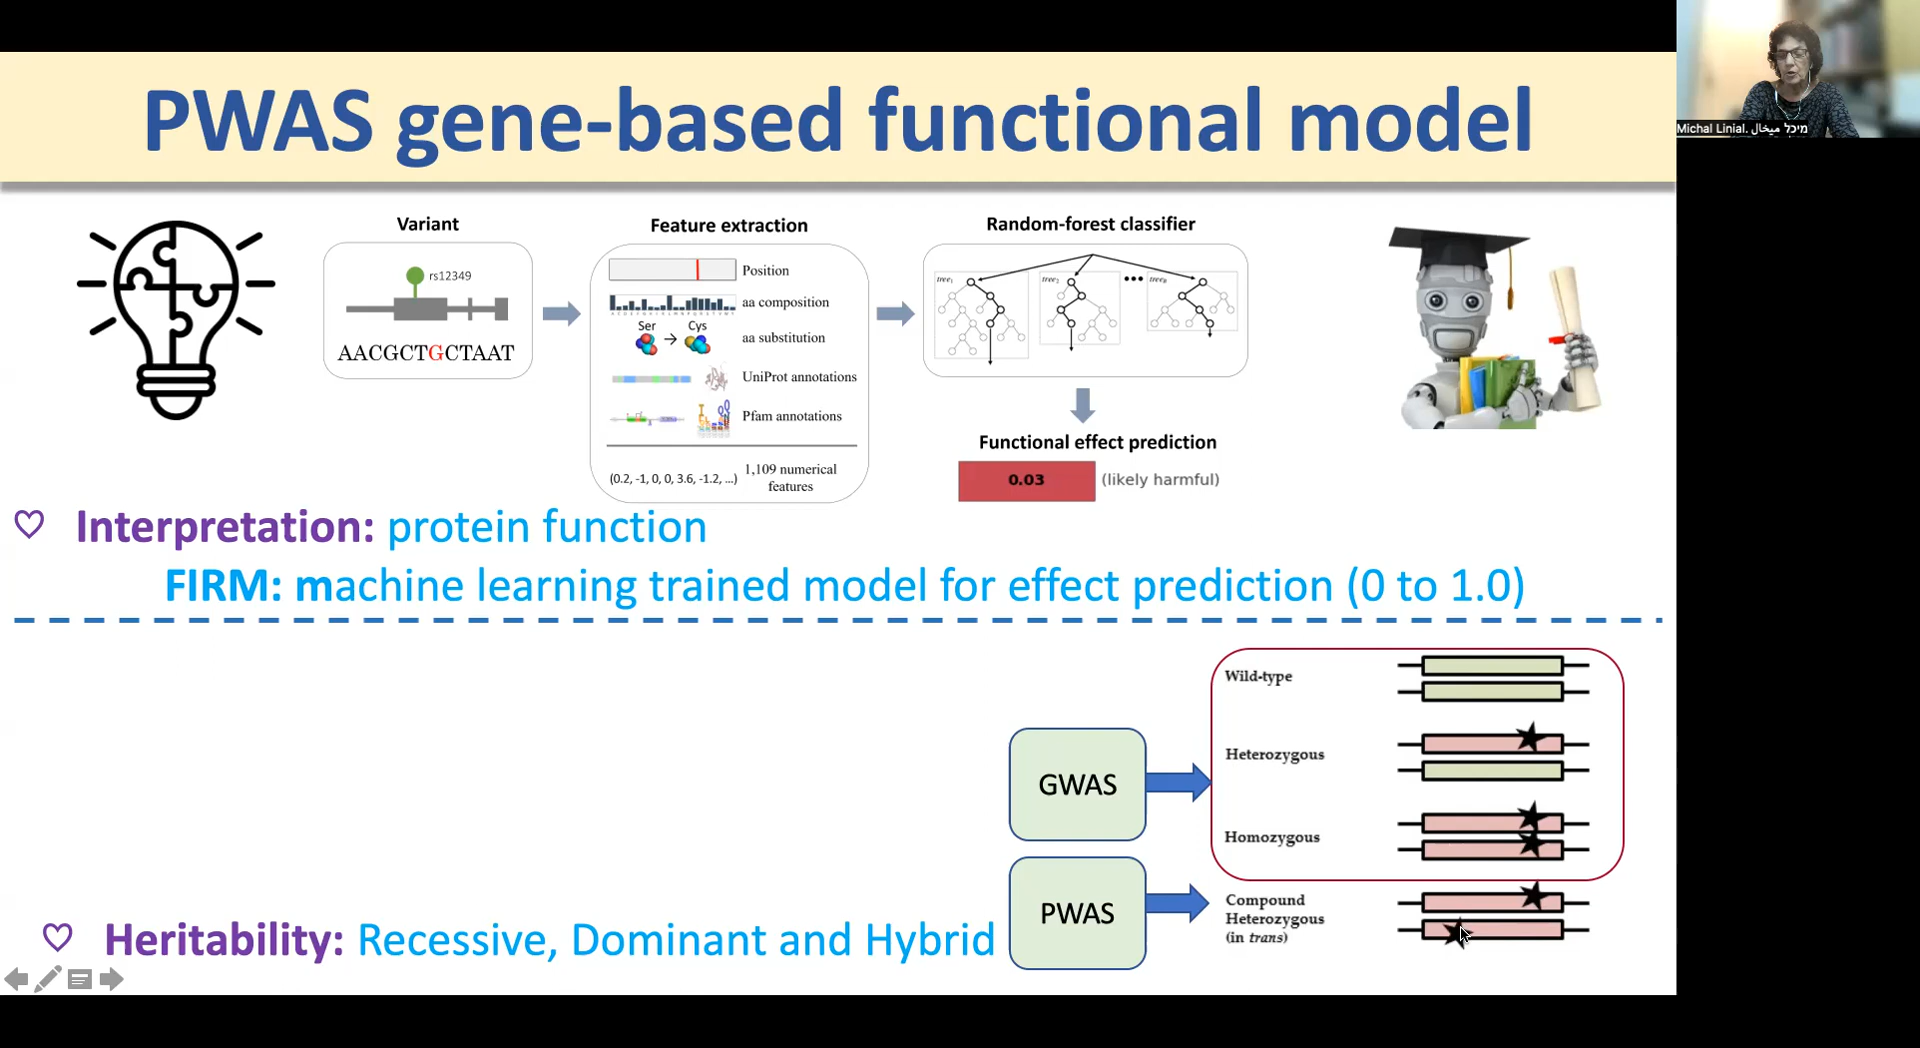 PWAS gene-based functional model
Michal Linial. מיכל ميخال
Variant
rs12349
AACGCTGCTAAT
Feature extraction
Position
aa composition
Ser
Cys
aa substitution
UniProt annotations
Pfam annotations
(0.2, -1, 0, 0, 3.6, -1.2, ...)
1,109 numerical
features
Random-forest classifier
tree1
tree2
•••
Functional effect prediction
0.03
(likely harmful)
Interpretation: protein function
FIRM: machine learning trained model for effect prediction (0 to 1.0)
GWAS
Wild-type
Heterozygous
Homozygous
PWAS
Compound
Heterozygous
(in trans)
Heritability: Recessive, Dominant and Hybrid